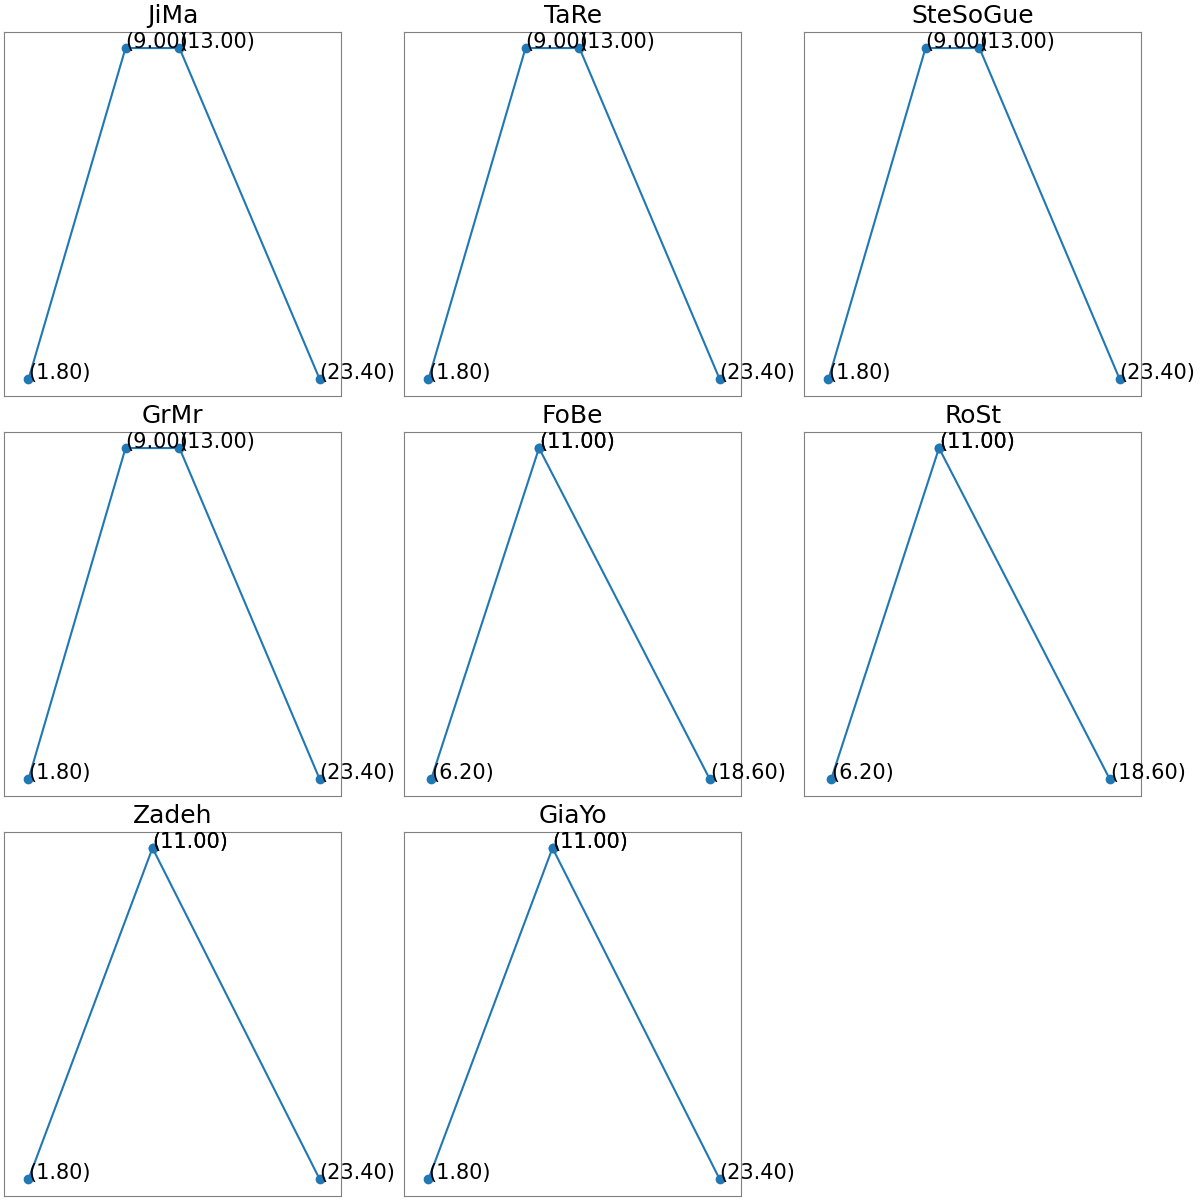 JiMa TaRe SteSoGue
(9.00)(13.00) (9.00)(13.00) (9.00)(13.00)
(1.80) (23.40) (1.80) (23.40) (1.80) (23.40)
GrMr FoBe RoSt
(9.00)(13.00) (11.00) (11.00)
(1.80) (23.40) (6.20) (18.60) (6.20) (18.60)
Zadeh GiaYo
(11.00) (11.00)
(1.80) (23.40) (1.80) (23.40)